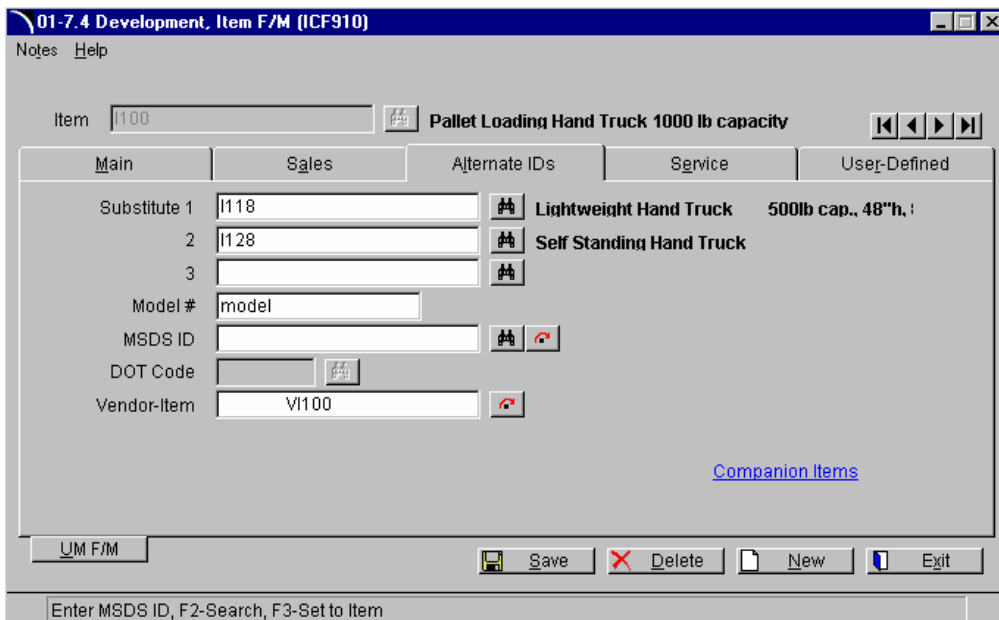 01-7.4 Development, Item F/M (ICF910)
Notes Help
Item I100 Pallet Loading Hand Truck 1000 lb capacity
Main Sales Alternate IDs Service User-Defined
Substitute 1 I118 Lightweight Hand Truck 500lb cap., 48"h,
2 I128 Self Standing Hand Truck
3
Model # model
MSDS ID
DOT Code
Vendor-Item VI100
Companion Items
UM F/M
Save Delete New Exit
Enter MSDS ID, F2-Search, F3-Set to Item